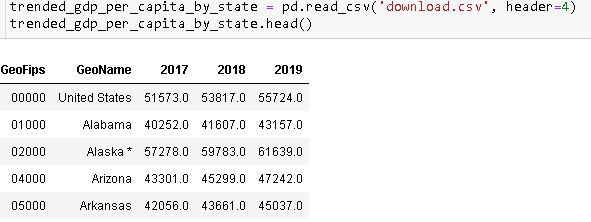 trended_gdp_per_capita_by_state = pd.read_csv('download.csv', header=4)
trended_gdp_per_capita_by_state.head()
GeoFips GeoName 2017 2018 2019
00000 United States 51573.0 53817.0 55724.0
01000 Alabama 40252.0 41607.0 43157.0
02000 Alaska * 57278.0 59783.0 61639.0
04000 Arizona 43301.0 45299.0 47242.0
05000 Arkansas 42056.0 43661.0 45037.0